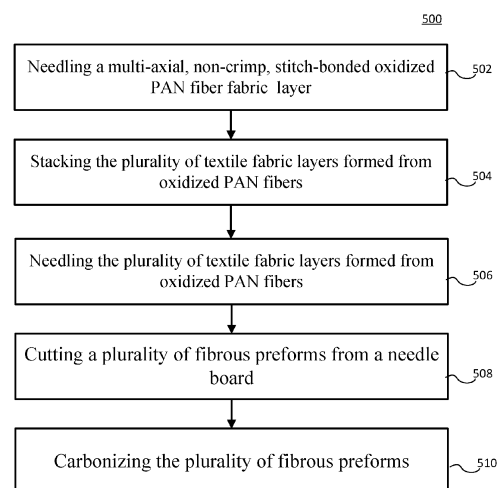 500
Needling a multi-axial, non-crimp, stitch-bonded oxidized
PAN fiber fabric layer
502
Stacking the plurality of textile fabric layers formed from
oxidized PAN fibers
504
Needling the plurality of textile fabric layers formed from
oxidized PAN fibers
506
Cutting a plurality of fibrous preforms from a needle
board
508
Carbonizing the plurality of fibrous preforms
510